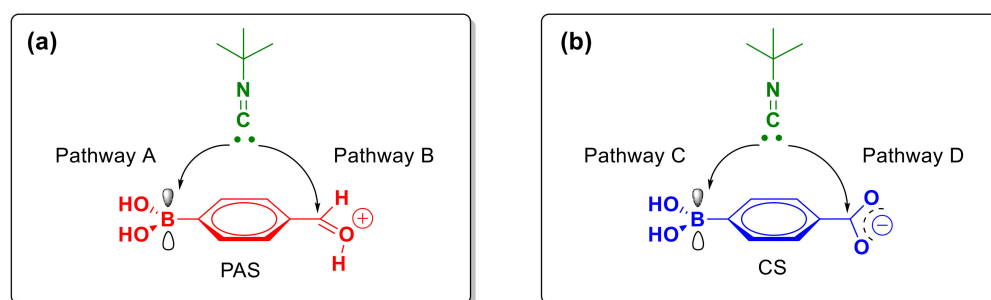 (a)
N
C
Pathway A
Pathway B
HO
HO
B
H
O
H
PAS
(b)
N
C
Pathway C
Pathway D
HO
HO
B
O
O
CS